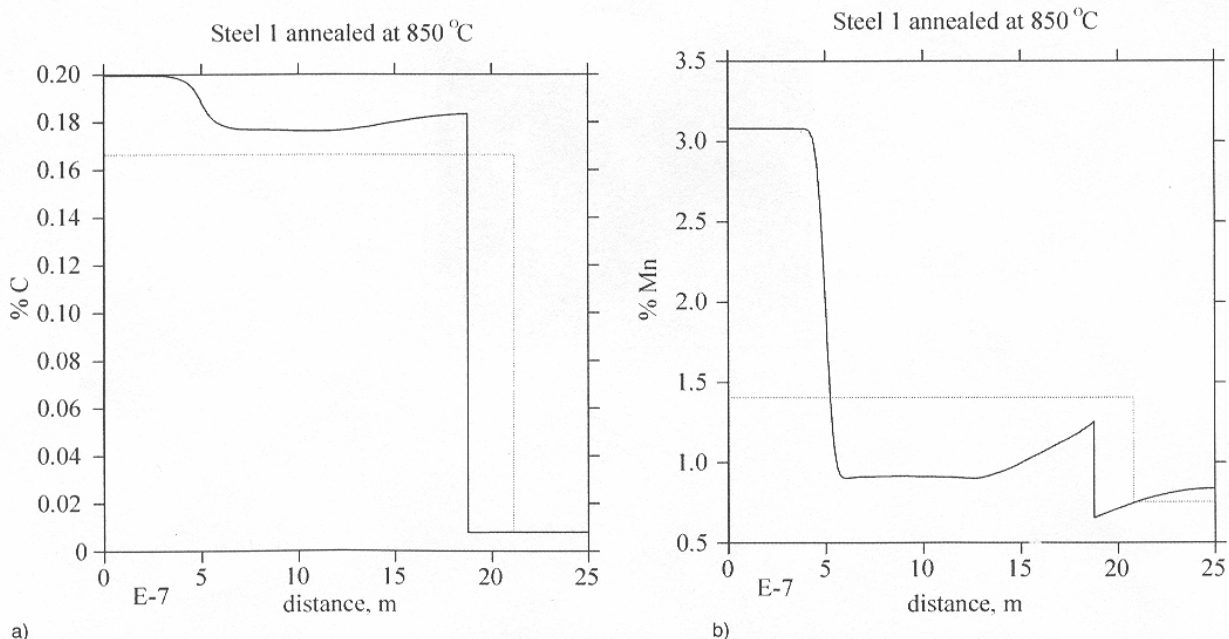 Steel 1 annealed at 850 °C
% C
0.20
0.18
0.16
0.14
0.12
0.10
0.08
0.06
0.04
0.02
0
0 5 10 15 20 25
E-7
distance, m
a)
Steel 1 annealed at 850 °C
% Mn
3.5
3.0
2.5
2.0
1.5
1.0
0.5
0 5 10 15 20 25
E-7
distance, m
b)